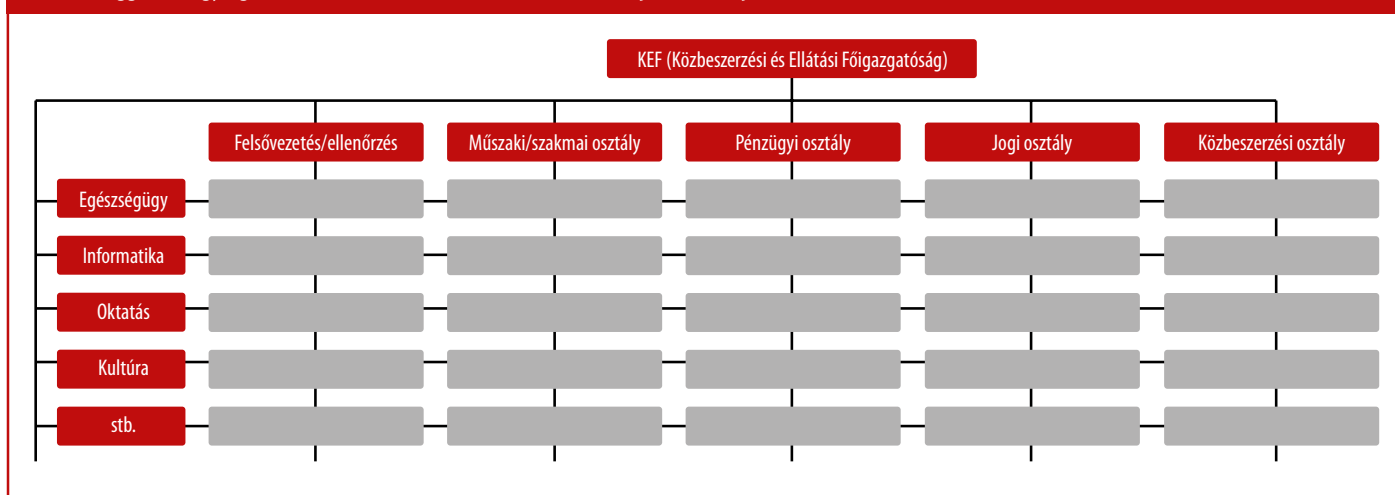 KEF (Közbeszerzési és Ellátási Főigazgatóság)
Felsővezetés/ellenőrzés
Műszaki/szakmai osztály
Pénzügyi osztály
Jogi osztály
Közbeszerzési osztály
Egészségügy
Informatika
Oktatás
Kultúra
stb.